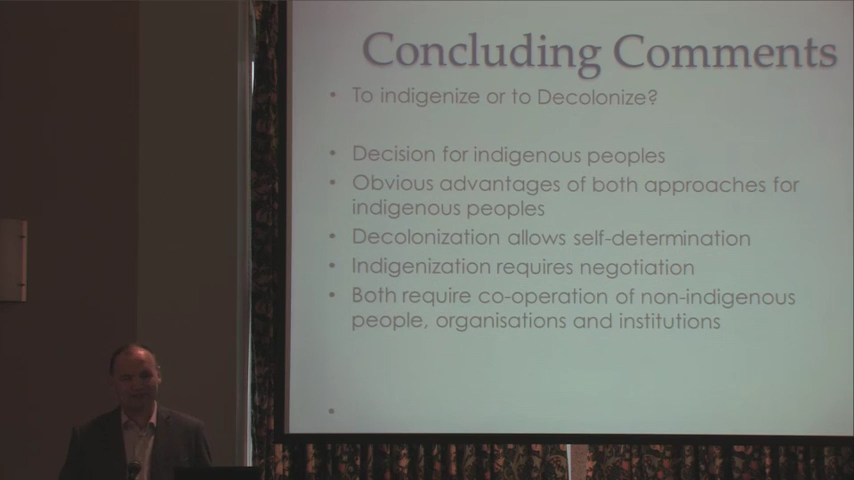 Concluding Comments
• To indigenize or to Decolonize?
• Decision for indigenous peoples
• Obvious advantages of both approaches for
indigenous peoples
• Decolonization allows self-determination
• Indigenization requires negotiation
• Both require co-operation of non-indigenous
people, organisations and institutions
•